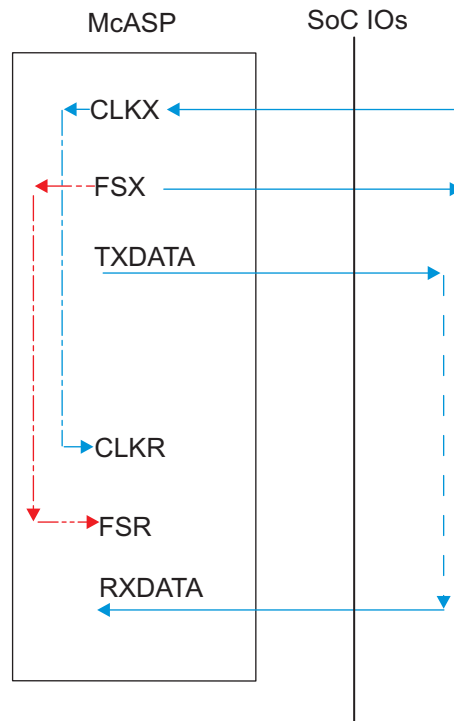 McASP
SoC IOs
CLKX
FSX
TXDATA
CLKR
FSR
RXDATA